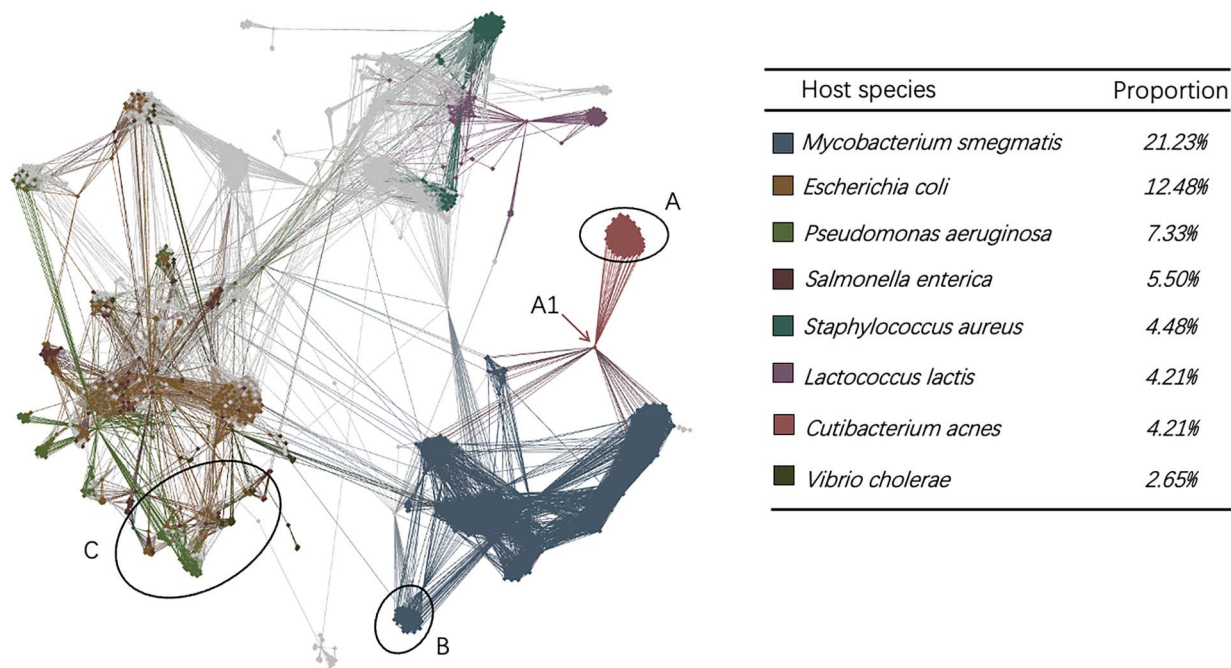 A
A1
C
B
Host species Proportion
Mycobacterium smegmatis 21.23%
Escherichia coli 12.48%
Pseudomonas aeruginosa 7.33%
Salmonella enterica 5.50%
Staphylococcus aureus 4.48%
Lactococcus lactis 4.21%
Cutibacterium acnes 4.21%
Vibrio cholerae 2.65%